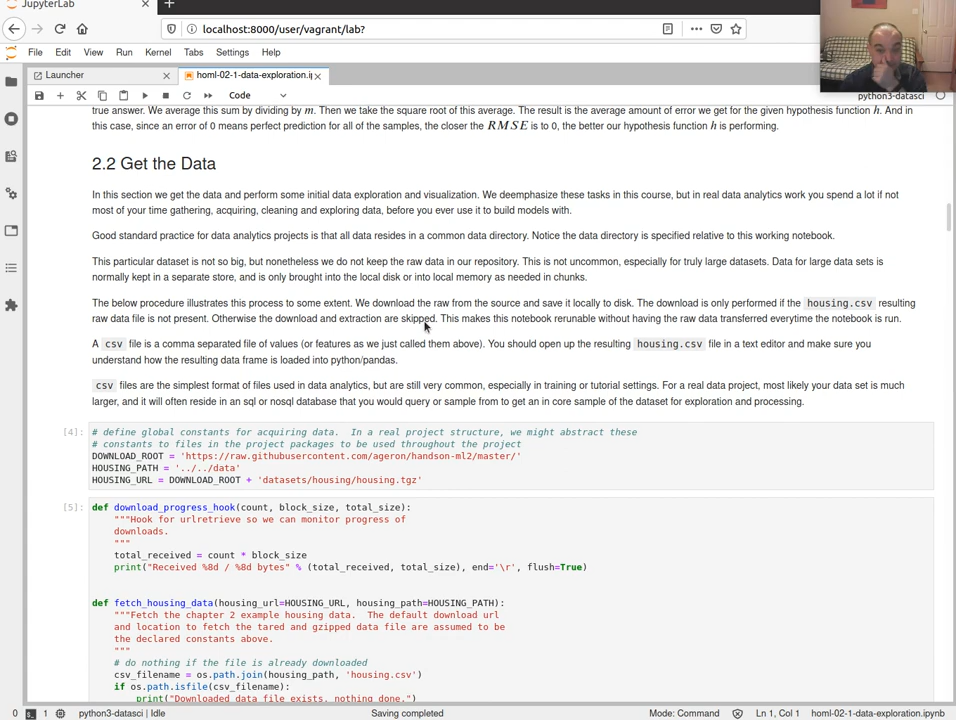 JupyterLab
localhost:8000/user/vagrant/lab?
File Edit View Run Kernel Tabs Settings Help
Launcher
homl-02-1-data-exploration.i
Code
python3-datasci
true answer. We average this sum by dividing by m. Then we take the square root of this average. The result is the average amount of error we get for the given hypothesis function h. And in
this case, since an error of 0 means perfect prediction for all of the samples, the closer the RMSE is to 0, the better our hypothesis function h is performing.
2.2 Get the Data
In this section we get the data and perform some initial data exploration and visualization. We deemphasize these tasks in this course, but in real data analytics work you spend a lot if not
most of your time gathering, acquiring, cleaning and exploring data, before you ever use it to build models with.
Good standard practice for data analytics projects is that all data resides in a common data directory. Notice the data directory is specified relative to this working notebook.
This particular dataset is not so big, but nonetheless we do not keep the raw data in our repository. This is not uncommon, especially for truly large datasets. Data for large data sets is
normally kept in a separate store, and is only brought into the local disk or into local memory as needed in chunks.
The below procedure illustrates this process to some extent. We download the raw from the source and save it locally to disk. The download is only performed if the housing.csv resulting
raw data file is not present. Otherwise the download and extraction are skipped. This makes this notebook rerunable without having the raw data transferred everytime the notebook is run.
A csv file is a comma separated file of values (or features as we just called them above). You should open up the resulting housing.csv file in a text editor and make sure you
understand how the resulting data frame is loaded into python/pandas.
csv files are the simplest format of files used in data analytics, but are still very common, especially in training or tutorial settings. For a real data project, most likely your data set is much
larger, and it will often reside in an sql or nosql database that you would query or sample from to get an in core sample of the dataset for exploration and processing.
[4]: # define global constants for acquiring data. In a real project structure, we might abstract these
# constants to files in the project packages to be used throughout the project
DOWNLOAD_ROOT = 'https://raw.githubusercontent.com/ageron/handson-ml2/master/'
HOUSING_PATH = '../../data'
HOUSING_URL = DOWNLOAD_ROOT + 'datasets/housing/housing.tgz'
[5]: def download_progress_hook(count, block_size, total_size):
"""Hook for urlretrieve so we can monitor progress of
downloads.
"""
total_received = count * block_size
print("Received %8d / %8d bytes" % (total_received, total_size), end='\r', flush=True)
def fetch_housing_data(housing_url=HOUSING_URL, housing_path=HOUSING_PATH):
"""Fetch the chapter 2 example housing data. The default download url
and location to fetch the tared and gzipped data file are assumed to be
the declared constants above.
"""
# do nothing if the file is already downloaded
csv_filename = os.path.join(housing_path, 'housing.csv')
if os.path.isfile(csv_filename):
print("Downloaded data file exists, nothing done.")
0 1 python3-datasci | Idle Saving completed Mode: Command Ln 1, Col 1 homl-02-1-data-exploration.ipynb